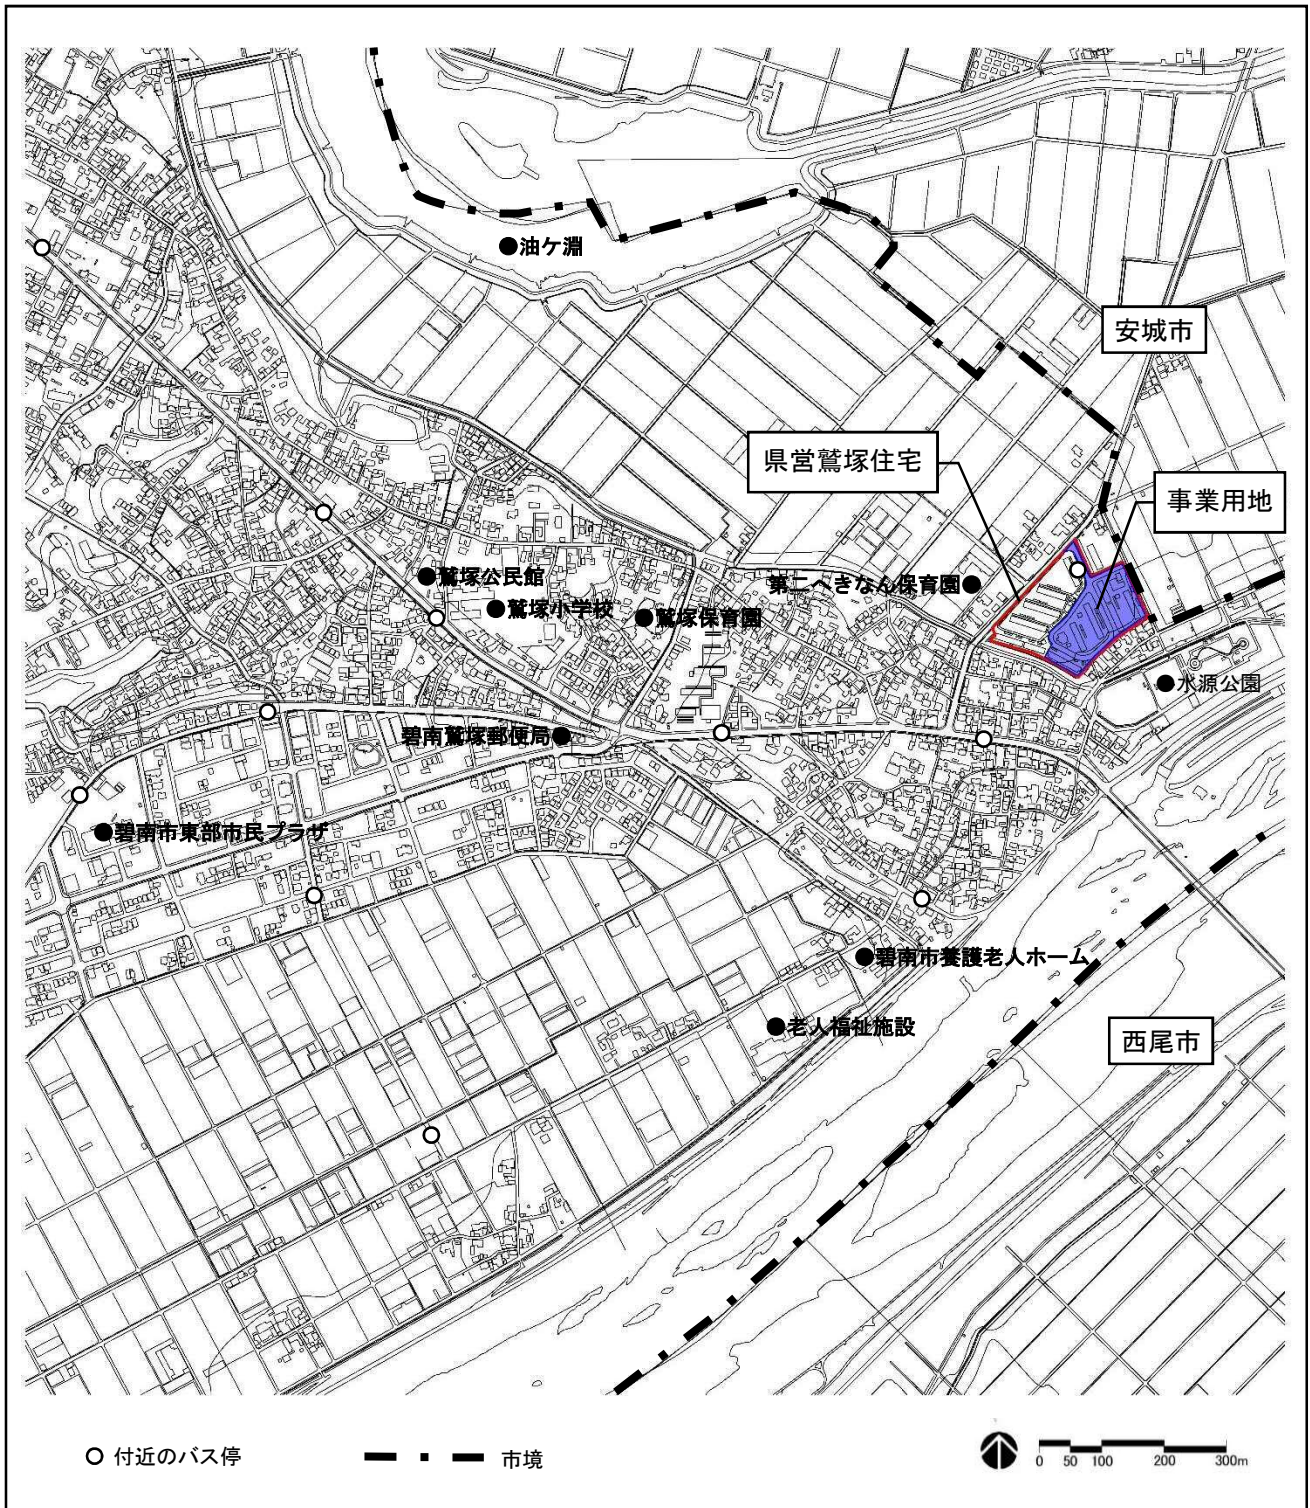 油ケ淵
安城市
県営鷲塚住宅
事業用地
鷲塚公民館
第二へきなん保育園
鷲塚小学校
鷲塚保育園
水源公園
碧南鷲塚郵便局
碧南市東部市民プラザ
碧南市養護老人ホーム
老人福祉施設
西尾市
付近のバス停
市境
0 50 100 200 300m